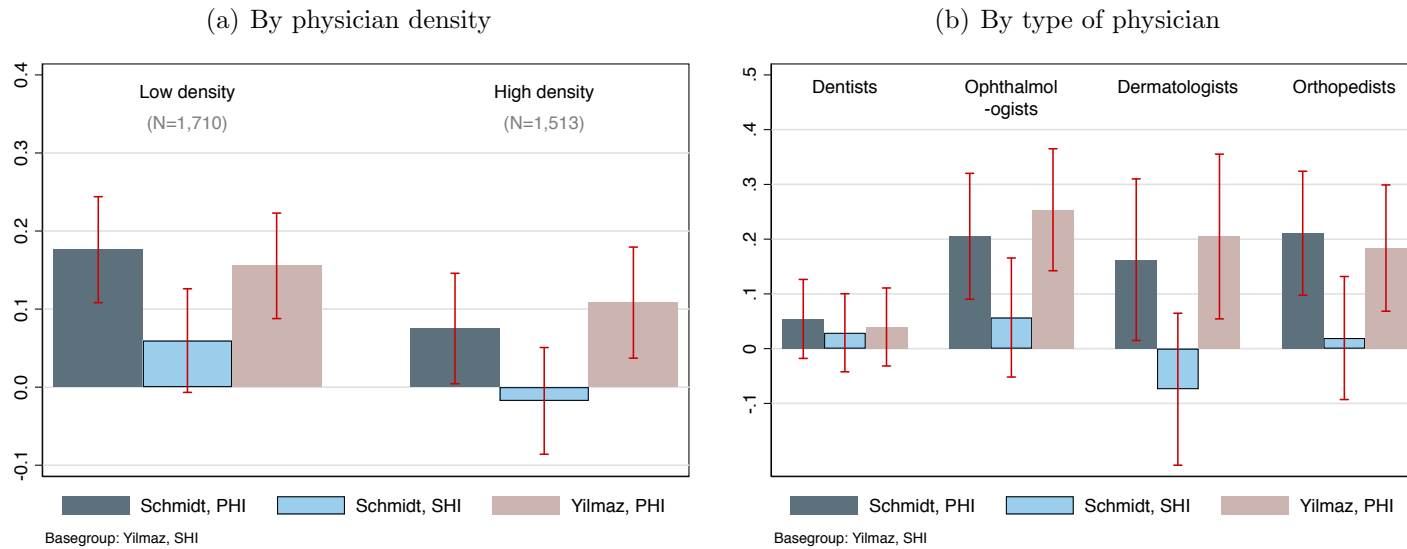 (a) By physician density
0.4
0.3
0.2
0.1
0.0
-0.1
Low density
(N=1,710)
High density
(N=1,513)
Schmidt, PHI
Schmidt, SHI
Yilmaz, PHI
Basegroup: Yilmaz, SHI
(b) By type of physician
.5
.4
.3
.2
.1
0
-.1
Dentists
Ophthalmol
-ogists
Dermatologists
Orthopedists
Schmidt, PHI
Schmidt, SHI
Yilmaz, PHI
Basegroup: Yilmaz, SHI